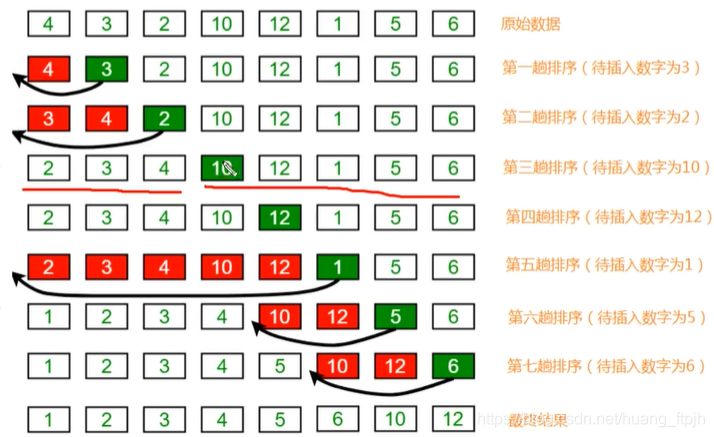 4 3 2 10 12 1 5 6 原始数据
4 3 2 10 12 1 5 6 第一趟排序（待插入数字为3）
3 4 2 10 12 1 5 6 第二趟排序（待插入数字为2）
2 3 4 10 12 1 5 6 第三趟排序（待插入数字为10）
2 3 4 10 12 1 5 6 第四趟排序（待插入数字为12）
2 3 4 10 12 1 5 6 第五趟排序（待插入数字为1）
1 2 3 4 10 12 5 6 第六趟排序（待插入数字为5）
1 2 3 4 5 10 12 6 第七趟排序（待插入数字为6）
1 2 3 4 5 6 10 12 最终结果